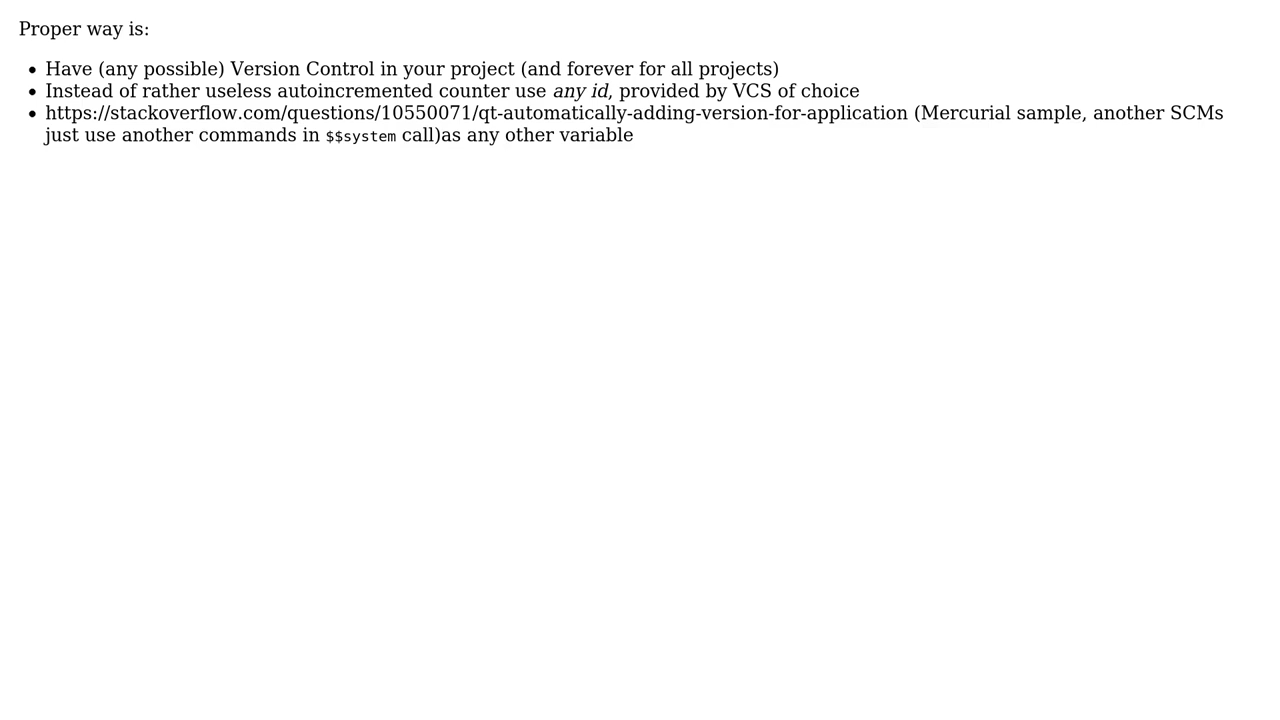 Proper way is:
• Have (any possible) Version Control in your project (and forever for all projects)
• Instead of rather useless autoincremented counter use any id, provided by VCS of choice
• https://stackoverflow.com/questions/10550071/qt-automatically-adding-version-for-application (Mercurial sample, another SCMs
just use another commands in $$system call)as any other variable